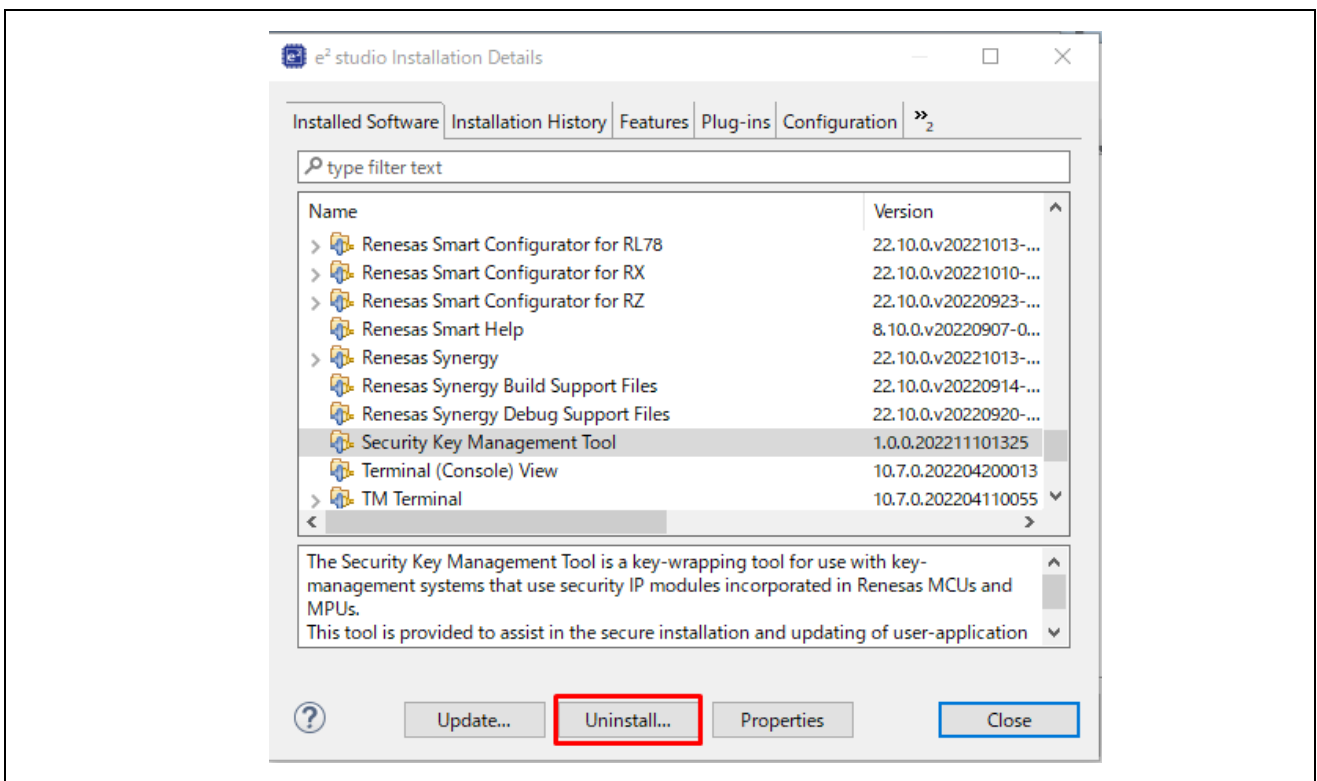 e² studio Installation Details
Installed Software Installation History Features Plug-ins Configuration »2
type filter text
Name Version
Renesas Smart Configurator for RL78 22.10.0.v20221013-...
Renesas Smart Configurator for RX 22.10.0.v20221010-...
Renesas Smart Configurator for RZ 22.10.0.v20220923-...
Renesas Smart Help 8.10.0.v20220907-0...
Renesas Synergy 22.10.0.v20221013-...
Renesas Synergy Build Support Files 22.10.0.v20220914-...
Renesas Synergy Debug Support Files 22.10.0.v20220920-...
Security Key Management Tool 1.0.0.202211101325
Terminal (Console) View 10.7.0.202204200013
TM Terminal 10.7.0.202204110055
The Security Key Management Tool is a key-wrapping tool for use with key-
management systems that use security IP modules incorporated in Renesas MCUs and
MPUs.
This tool is provided to assist in the secure installation and updating of user-application
? Update... Uninstall... Properties Close